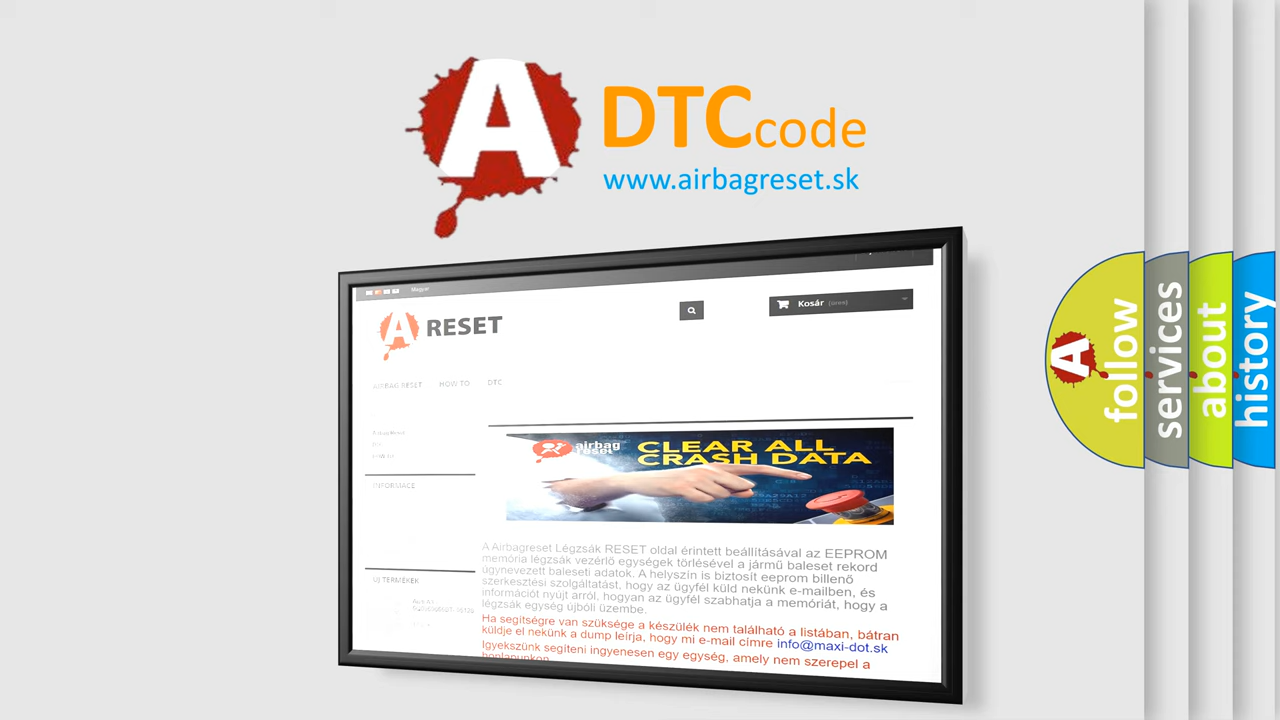 A
DTCcode
www.airbagreset.sk
Magyar
A RESET
Kosár (üres)
AIRBAG RESET HOW TO DTC
INFORMACE
airbag
reset
CLEAR ALL
CRASH DATA
A Airbagreset Légzsák RESET oldal érintett beállításával az EEPROM
memória légzsák vezérlő egységek törlésével a jármű baleset rekord
úgynevezett baleseti adatok. A helyszín is biztosít eeprom billenő
szerkesztési szolgáltatást, hogy az ügyfél küld nekünk e-mailben, és
információt nyújt arról, hogyan az ügyfél szabhatja a memóriát, hogy a
légzsák egység újbóli üzembe.
Ha segítségre van szüksége a készülék nem található a listában, bátran
küldje el nekünk a dump leírja, hogy mi e-mail címre info@maxi-dot.sk
Igyekszünk segíteni ingyenesen egy egység, amely nem szerepel a
honlapunkon
ÚJ TERMÉKEK
A
follow
services
about
history